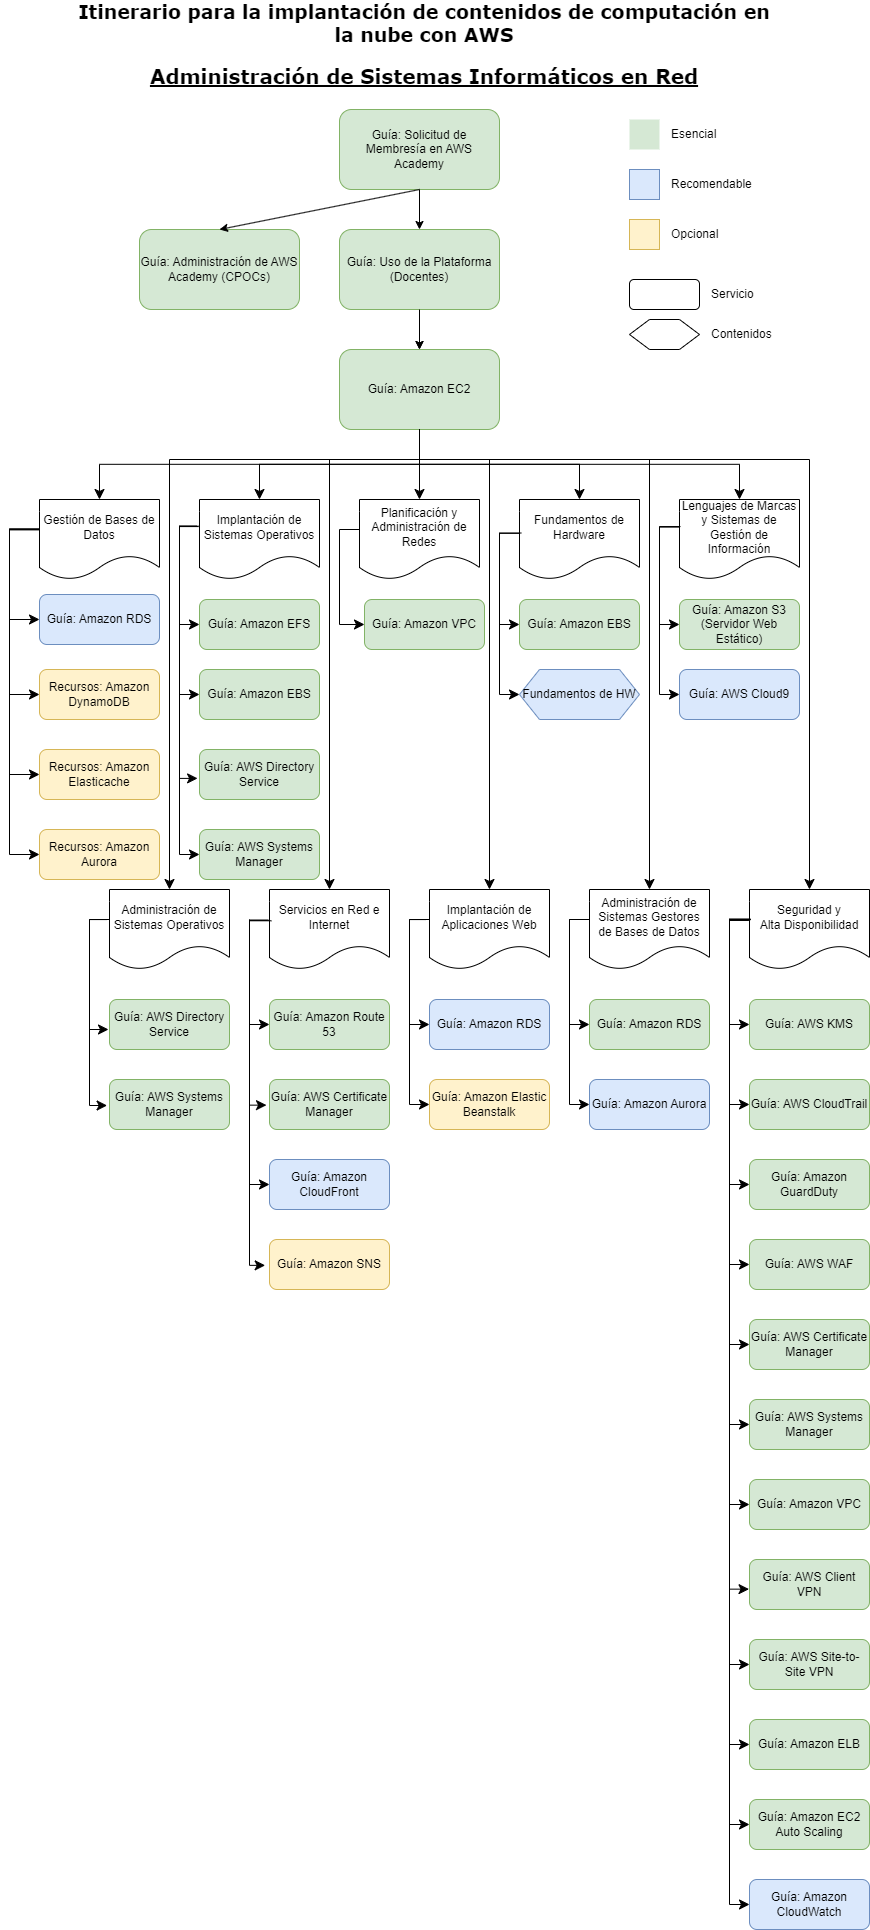 Itinerario para la implantación de contenidos de computación en
la nube con AWS
Administración de Sistemas Informáticos en Red
Guía: Solicitud de
Membresía en AWS
Academy
Esencial
Recomendable
Opcional
Servicio
Contenidos
Guía: Administración de AWS
Academy (CPOCs)
Guía: Uso de la Plataforma
(Docentes)
Guía: Amazon EC2
Gestión de Bases de
Datos
Implantación de
Sistemas Operativos
Planificación y
Administración de
Redes
Fundamentos de
Hardware
Lenguajes de Marcas
y Sistemas de
Gestión de
Información
Guía: Amazon RDS
Recursos: Amazon
DynamoDB
Recursos: Amazon
Elasticache
Recursos: Amazon
Aurora
Guía: Amazon EFS
Guía: Amazon EBS
Guía: AWS Directory
Service
Guía: AWS Systems
Manager
Guía: Amazon VPC
Guía: Amazon EBS
Fundamentos de HW
Guía: Amazon S3
(Servidor Web
Estático)
Guía: AWS Cloud9
Administración de
Sistemas Operativos
Servicios en Red e
Internet
Implantación de
Aplicaciones Web
Administración de
Sistemas Gestores
de Bases de Datos
Seguridad y
Alta Disponibilidad
Guía: AWS Directory
Service
Guía: AWS Systems
Manager
Guía: Amazon Route
53
Guía: AWS Certificate
Manager
Guía: Amazon
CloudFront
Guía: Amazon SNS
Guía: Amazon RDS
Guía: Amazon Elastic
Beanstalk
Guía: Amazon RDS
Guía: Amazon Aurora
Guía: AWS KMS
Guía: AWS CloudTrail
Guía: Amazon
GuardDuty
Guía: AWS WAF
Guía: AWS Certificate
Manager
Guía: AWS Systems
Manager
Guía: Amazon VPC
Guía: AWS Client
VPN
Guía: AWS Site-to-
Site VPN
Guía: Amazon ELB
Guía: Amazon EC2
Auto Scaling
Guía: Amazon
CloudWatch